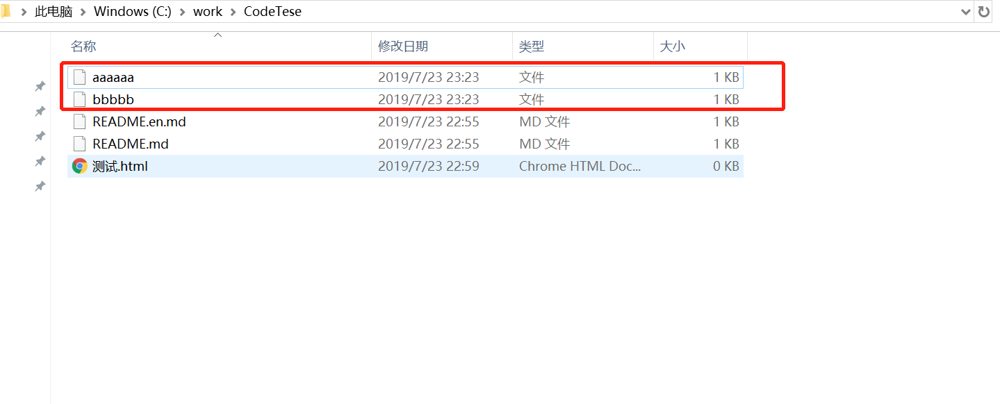 此电脑 Windows (C:) work CodeTese
名称 修改日期 类型 大小
aaaaaa 2019/7/23 23:23 文件 1 KB
bbbbb 2019/7/23 23:23 文件 1 KB
README.en.md 2019/7/23 22:55 MD 文件 1 KB
README.md 2019/7/23 22:55 MD 文件 1 KB
测试.html 2019/7/23 22:59 Chrome HTML Doc... 0 KB